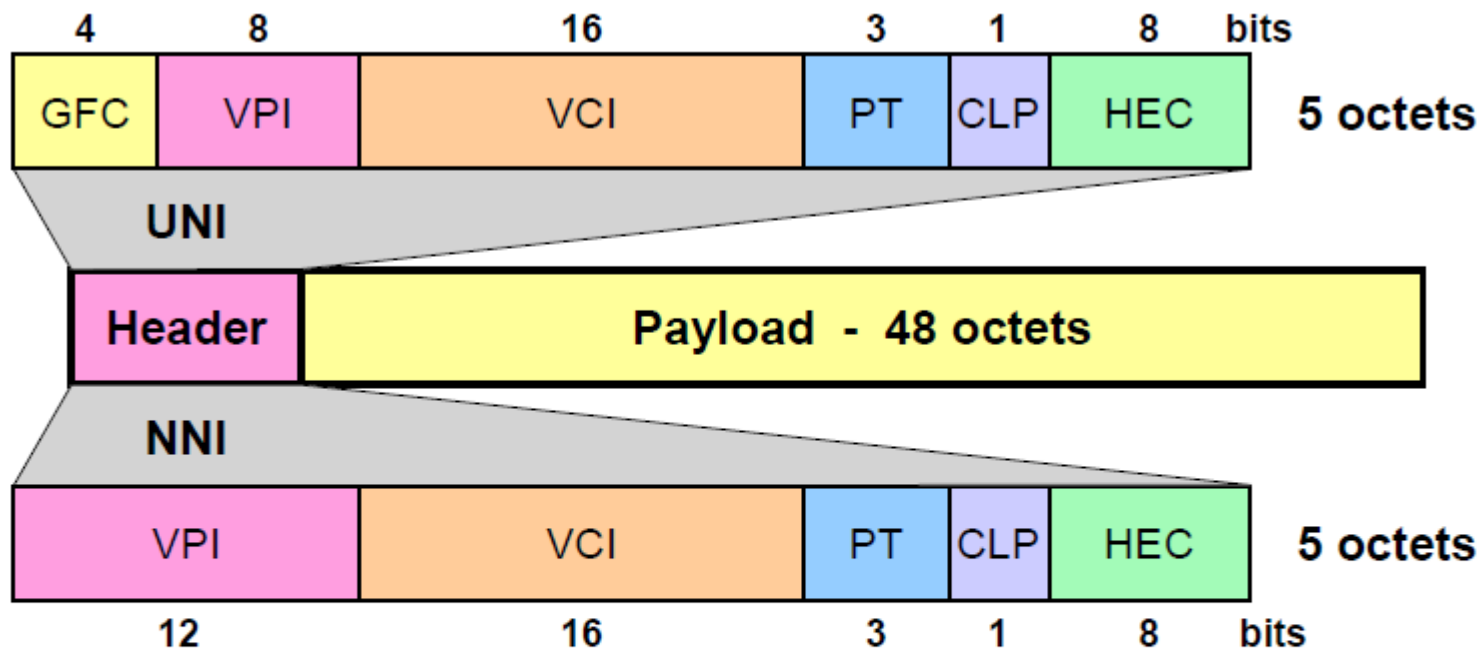 4 8 16 3 1 8 bits
GFC VPI VCI PT CLP HEC 5 octets
UNI
Header Payload - 48 octets
NNI
VPI VCI PT CLP HEC 5 octets
12 16 3 1 8 bits